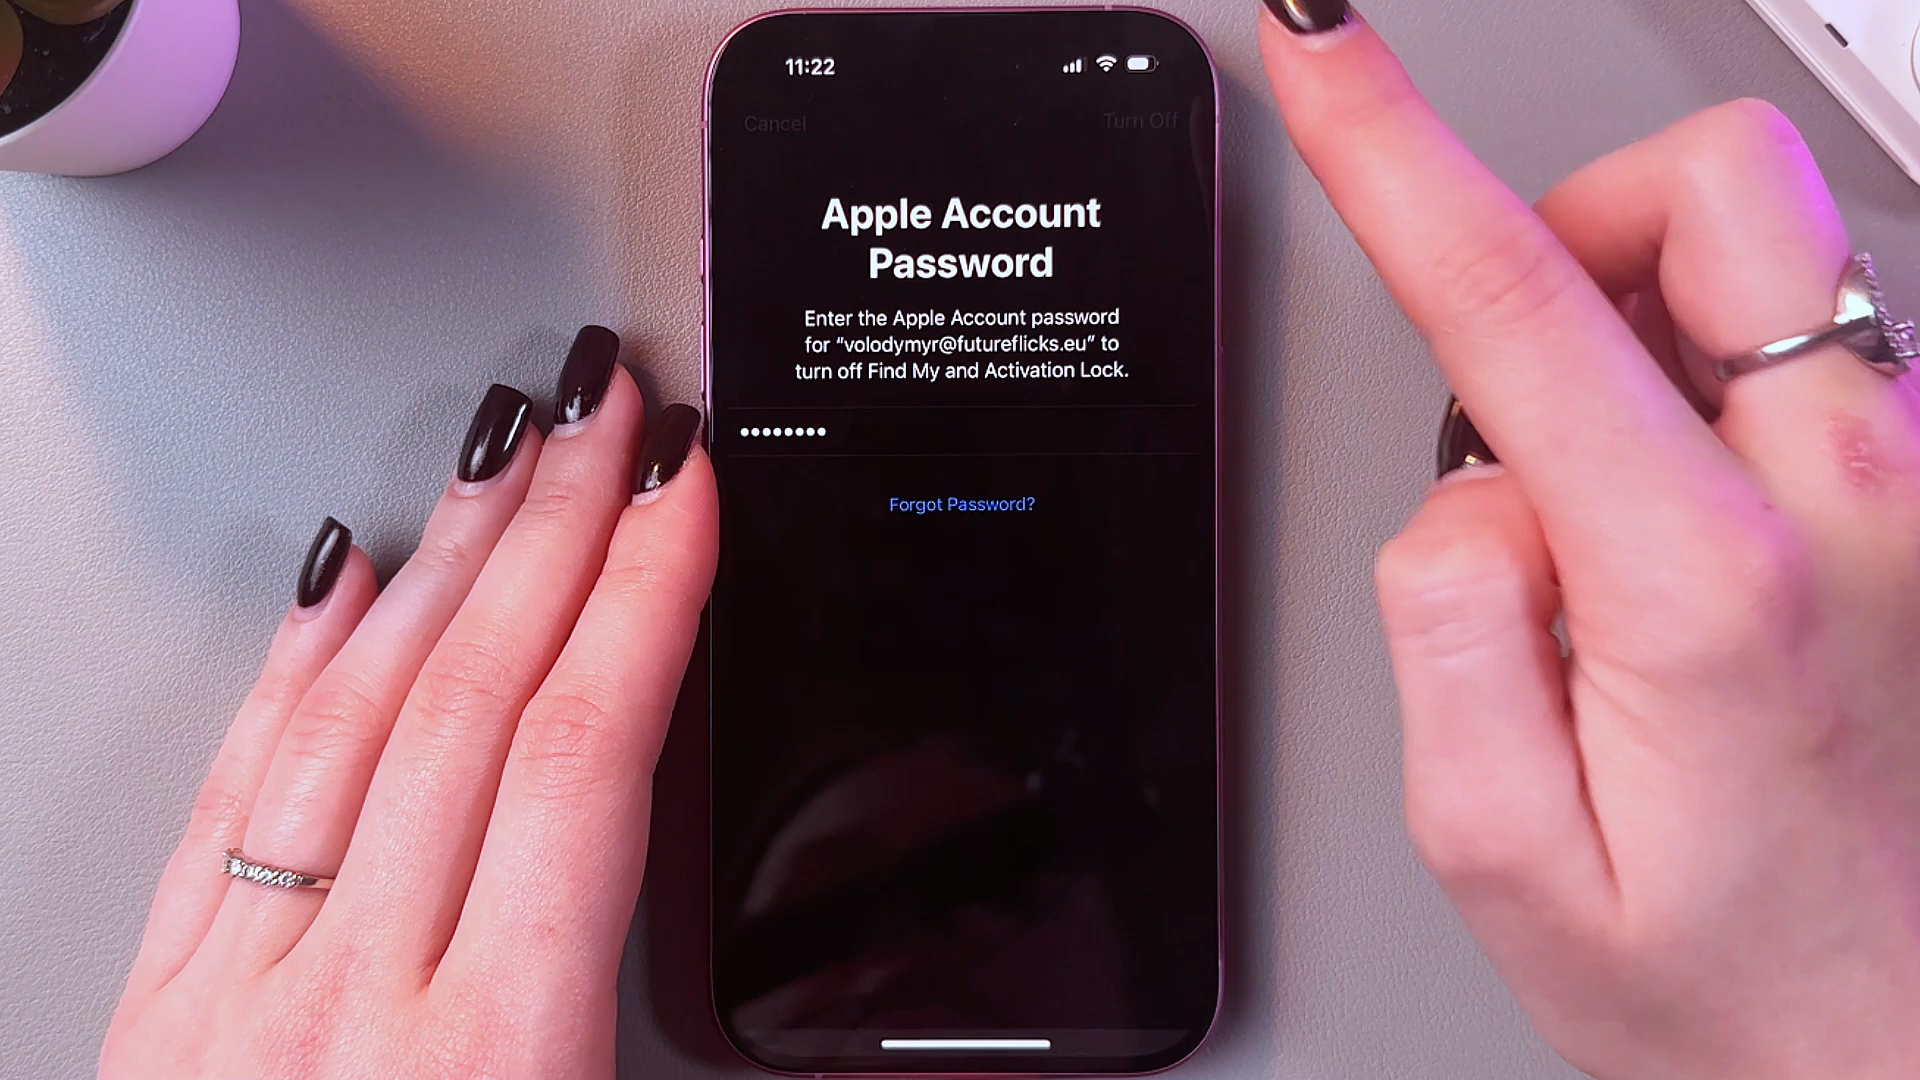 11:22
Cancel Turn Off
Apple Account
Password
Enter the Apple Account password
for “volodymyr@futureflicks.eu” to
turn off Find My and Activation Lock.
••••••••
Forgot Password?